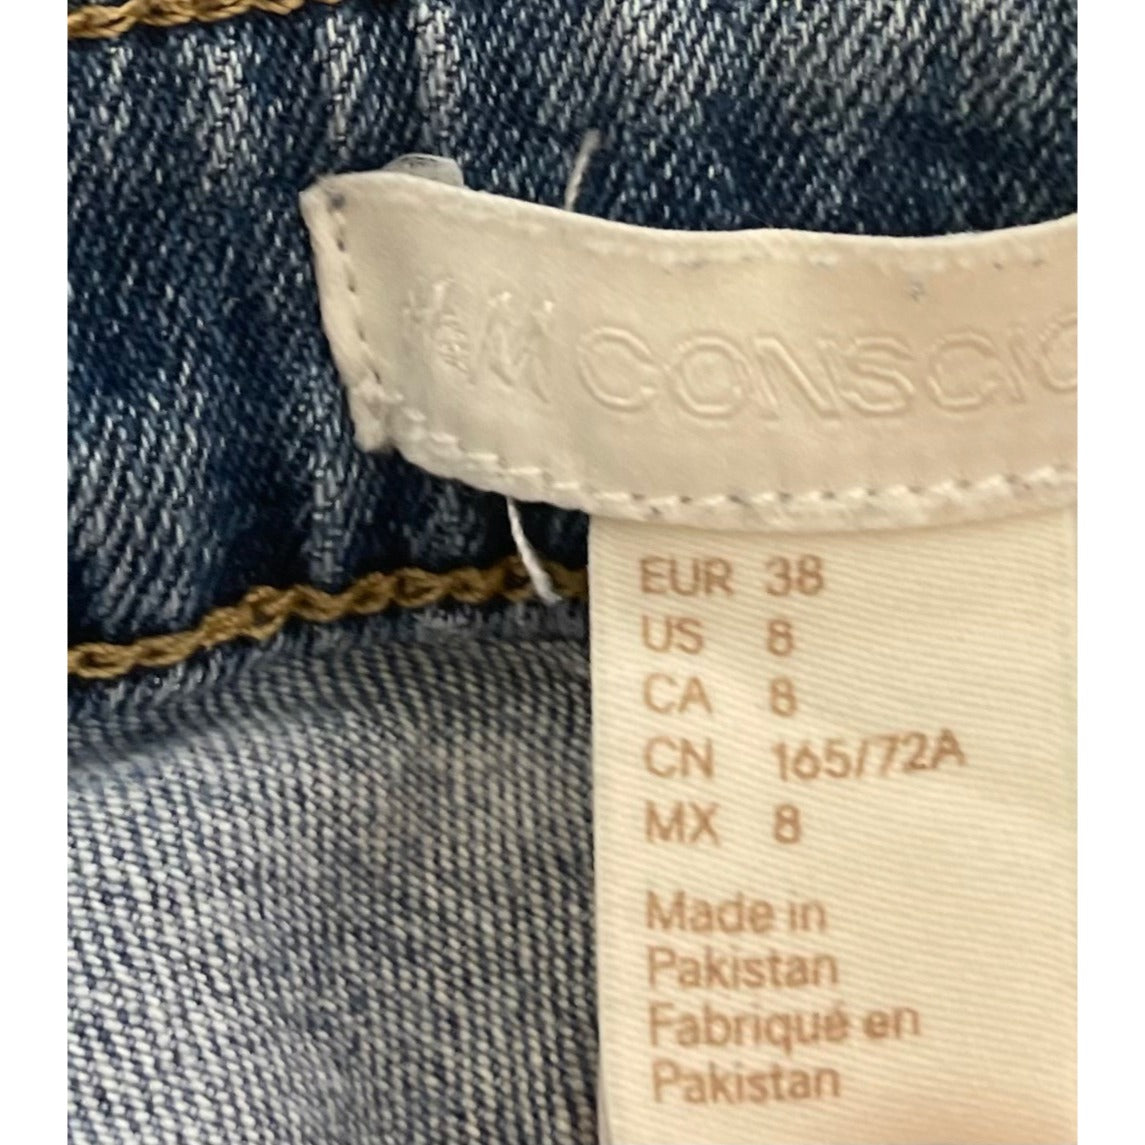 H&M CONSCIO
EUR 38
US 8
CA 8
CN 165/72A
MX 8
Made in
Pakistan
Fabriqué en
Pakistan